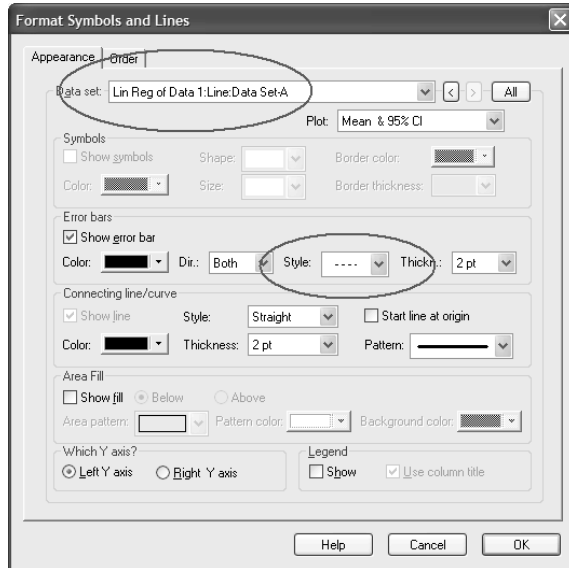 Format Symbols and Lines
Appearance Order
Data set: Lin Reg of Data 1:Line:Data Set-A < > All
Plot: Mean & 95% CI
Symbols
Show symbols Shape: Border color:
Color: Size: Border thickness:
Error bars
Show error bar
Color: Dir.: Both Style: ---- Thickn.: 2 pt
Connecting line/curve
Show line Style: Straight Start line at origin
Color: Thickness: 2 pt Pattern:
Area Fill
Show fill Below Above
Area pattern: Pattern color: Background color:
Which Y axis? Legend
Left Y axis Right Y axis Show Use column title
Help Cancel OK